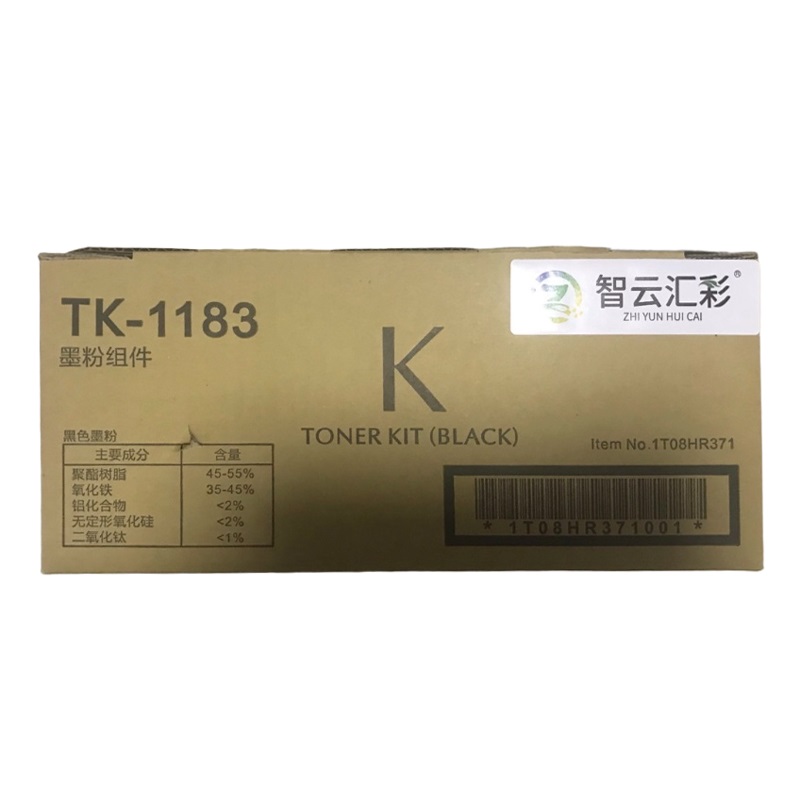 智云汇彩®
ZHI YUN HUI CAI
TK-1183
墨粉组件
K
TONER KIT (BLACK)
Item No.1T08HR371
黑色墨粉
主要成分 含量
聚酯树脂 45-55%
氧化铁 35-45%
铝化合物 <2%
无定形氧化硅 <2%
二氧化钛 <1%
* 1T08HR371001 *